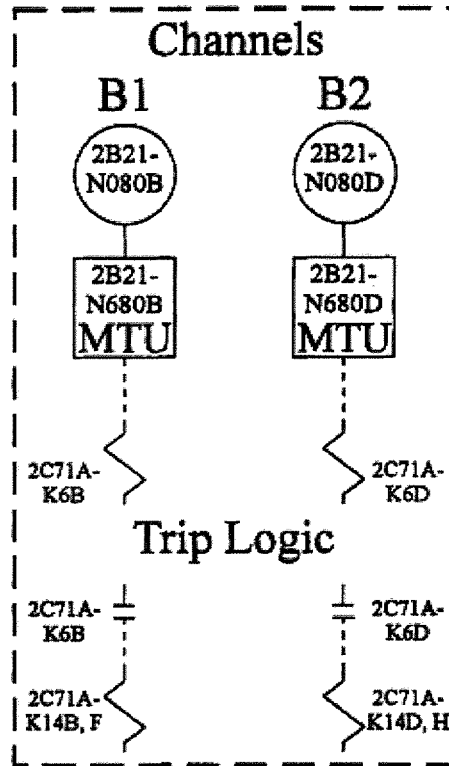 Channels
B1 B2
2B21-
N080B
2B21-
N080D
2B21-
N680B
MTU
2B21-
N680D
MTU
2C71A-
K6B
2C71A-
K6D
Trip Logic
2C71A-
K6B
2C71A-
K6D
2C71A-
K14B, F
2C71A-
K14D, H